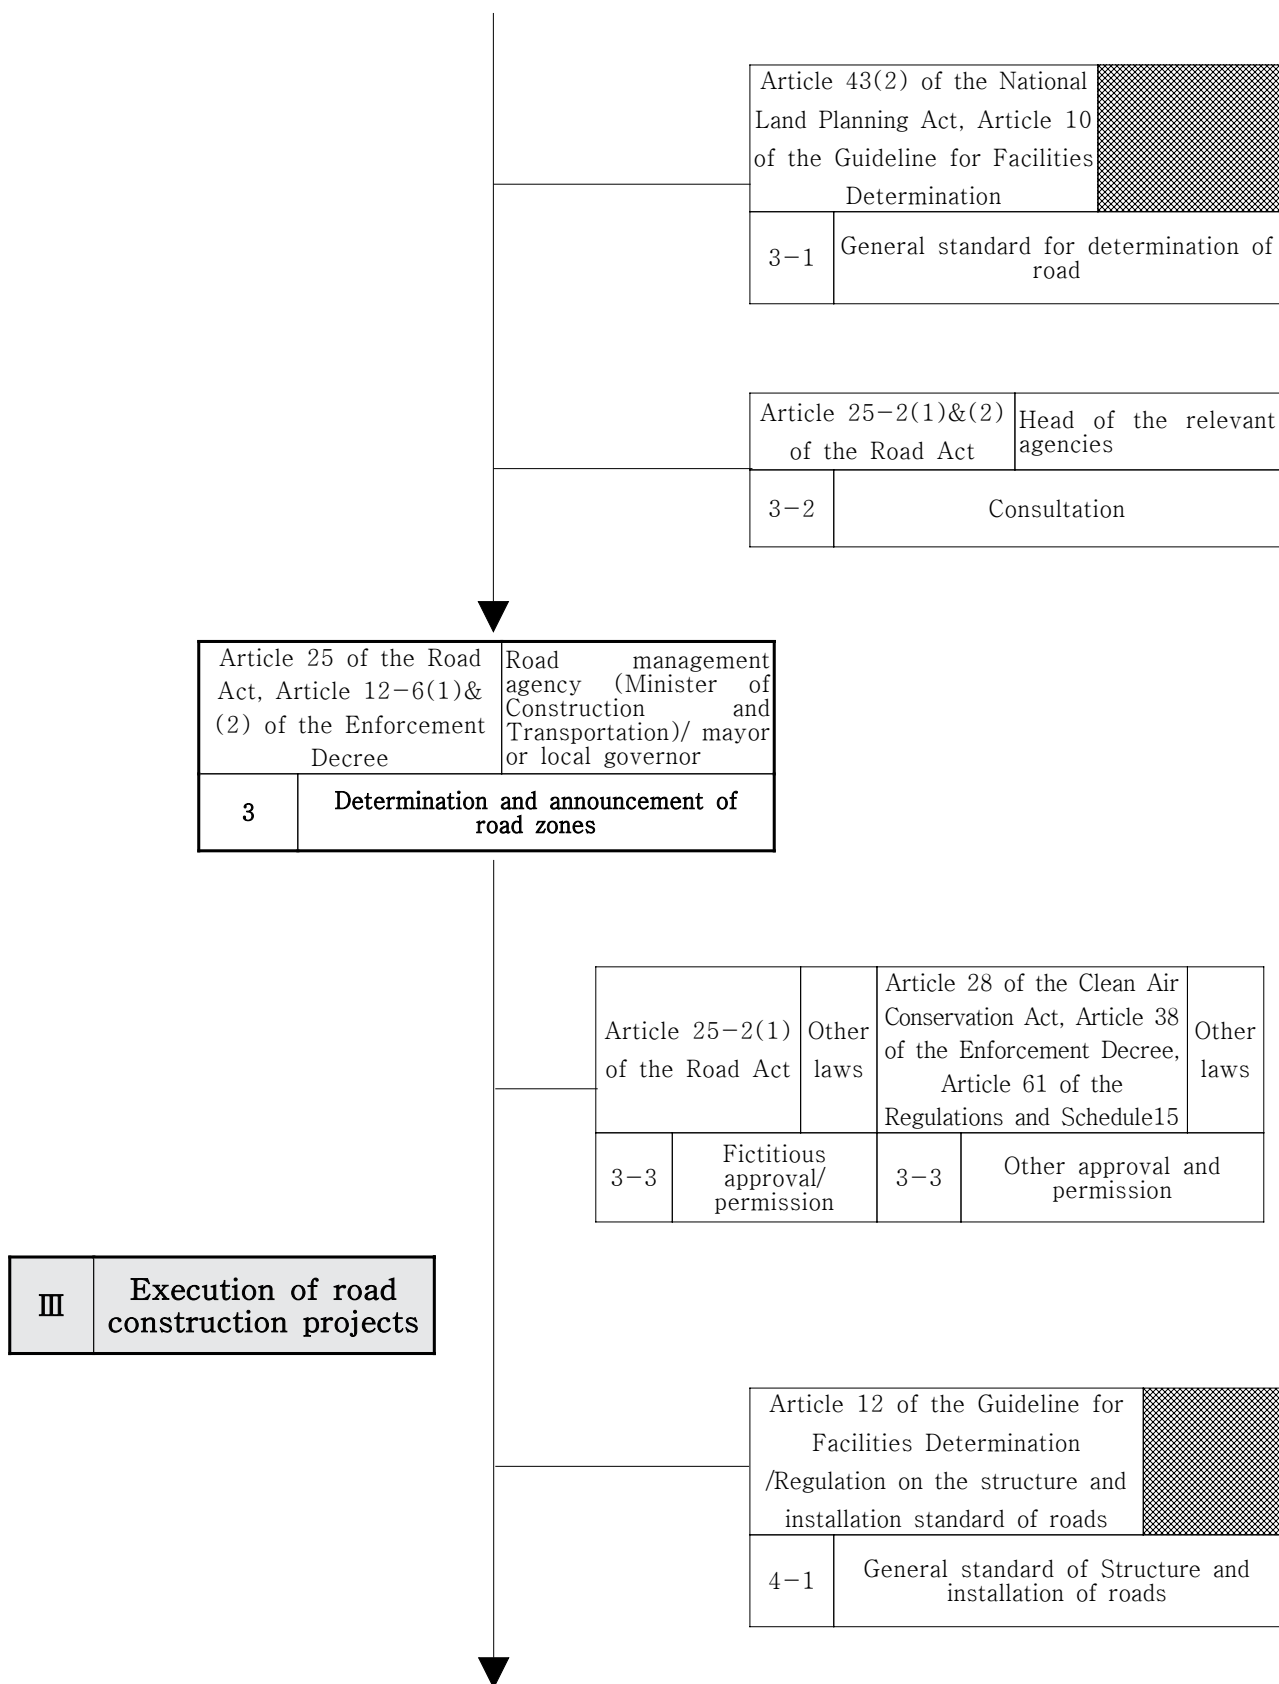 Article 43(2) of the National
Land Planning Act, Article 10
of the Guideline for Facilities
Determination
3-1
General standard for determination of
road
Article 25-2(1)&(2)
of the Road Act
Head of the relevant
agencies
3-2
Consultation
Article 25 of the Road
Act, Article 12-6(1)&
(2) of the Enforcement
Decree
Road management
agency (Minister of
Construction and
Transportation)/ mayor
or local governor
3
Determination and announcement of
road zones
Article 25-2(1)
of the Road Act
Other
laws
Article 28 of the Clean Air
Conservation Act, Article 38
of the Enforcement Decree,
Article 61 of the
Regulations and Schedule15
Other
laws
3-3
Fictitious
approval/
permission
3-3
Other approval and
permission
Ⅲ
Execution of road
construction projects
Article 12 of the Guideline for
Facilities Determination
/Regulation on the structure and
installation standard of roads
4-1
General standard of Structure and
installation of roads